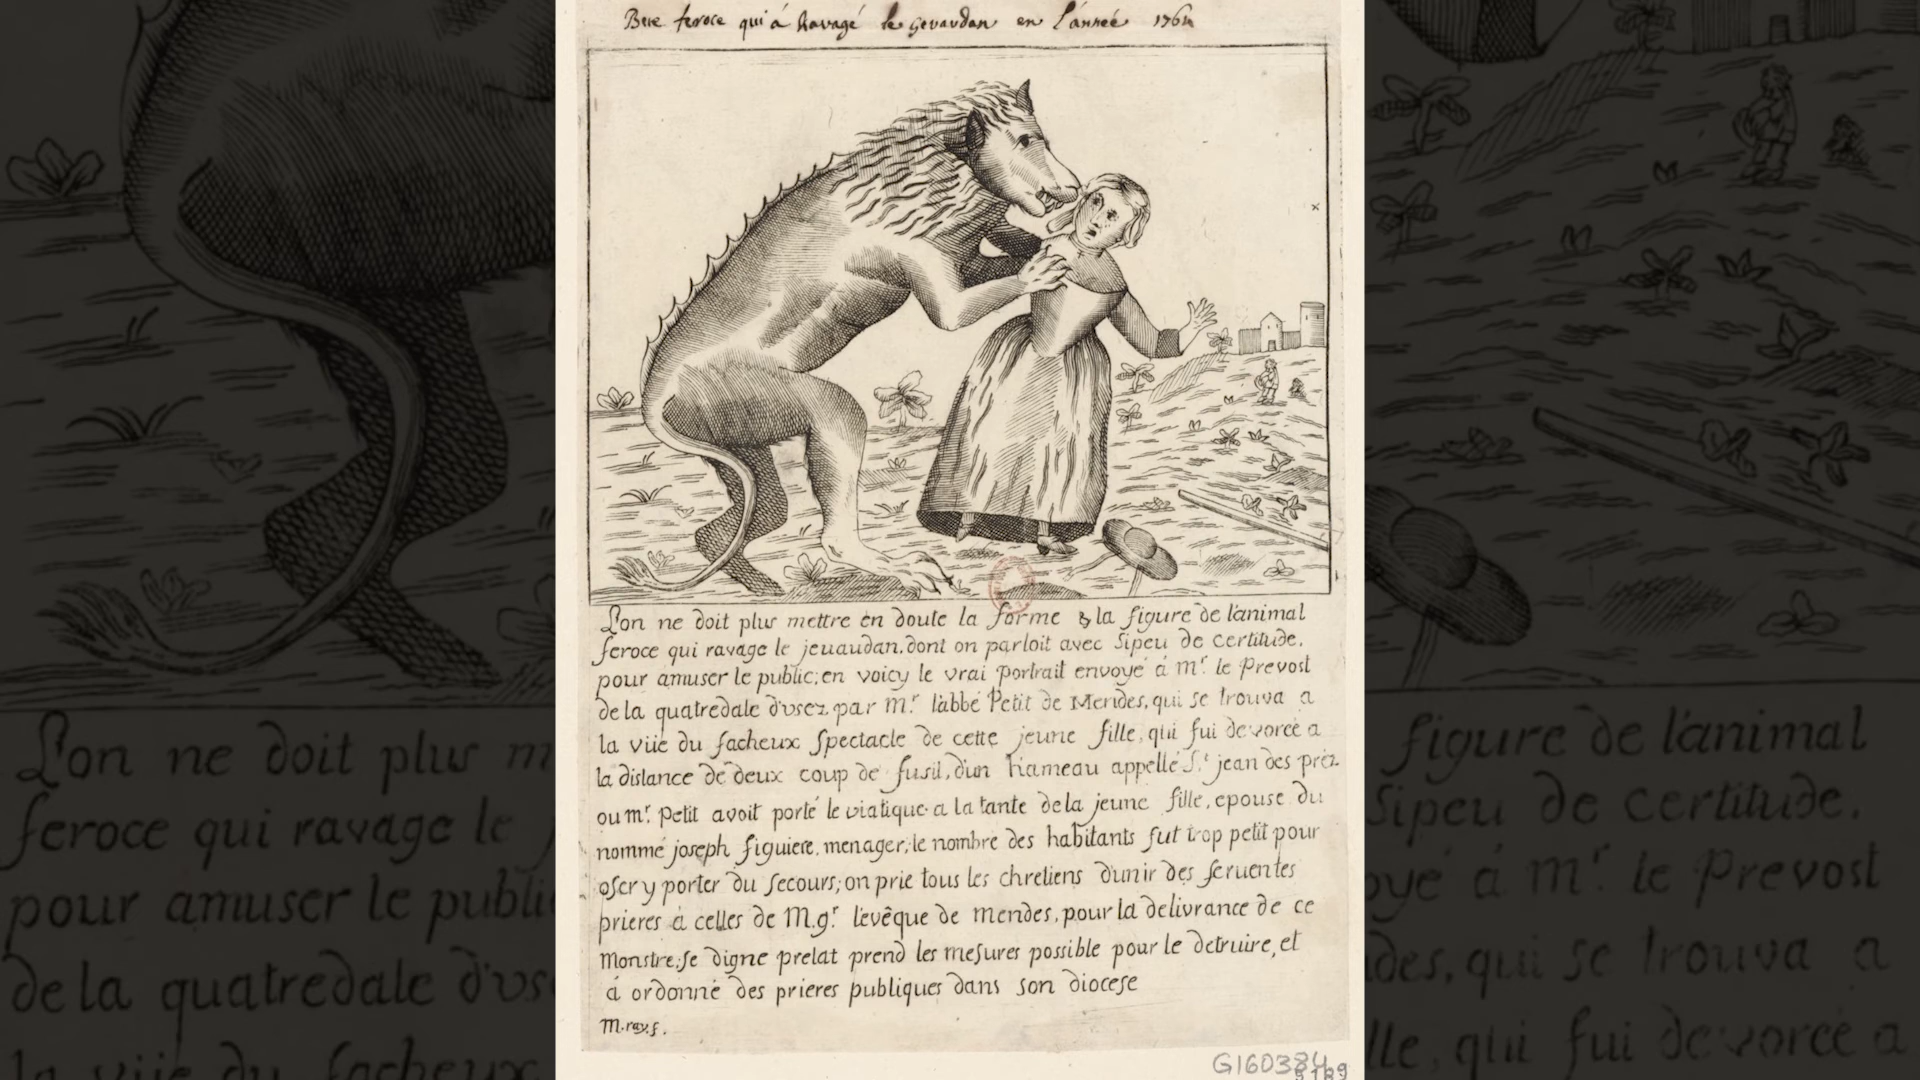 Bete feroce qui á Ravagé le Gevaudan en L'année 1764
L'on ne doit plus mettre en doute la forme & la figure de l'animal
feroce qui ravage le jeuaudan. dont on parloit avec sipeu de certitude.
pour amuser le public; en voicy le vrai portrait envoyé á mr. le Prevost
de la quatredale d'usez par mr. l'abbé Petit de Mendes, qui se trouva a
la vüe du facheux spectacle de cette jeune fille, qui fut devorée a
la distance de deux coup de fusil, d'un hameau appellé St. jean des préz
ou mr. Petit avoit porté le viatique a la tante de la jeune fille, epouse du
nommé joseph figuiere, menager; le nombre des habitants fut trop petit pour
oser y porter du secours; on prie tous les chretiens d'unir des feruentes
prieres á celles de M.gr l'evêque de mendes, pour la delivrance de ce
monstre; se digne prelat prend les mesures possible pour le detruire, et
á ordonné des prieres publiques dans son diocese
M. ray. f.
G160384